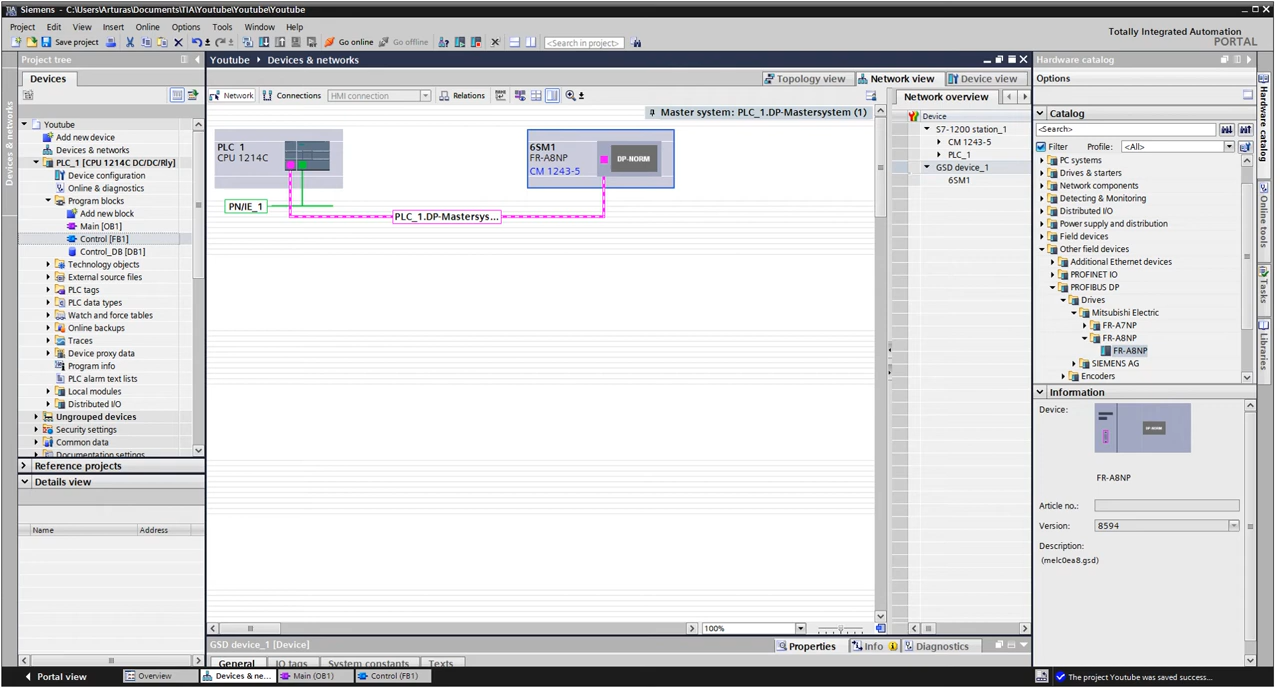 Siemens - C:\Users\Arturas\Documents\TIA\Youtube\Youtube\Youtube
Project Edit View Insert Online Options Tools Window Help
Totally Integrated Automation
PORTAL
Save project Go online Go offline <Search in project>
Project tree
Youtube Devices & networks
Hardware catalog
Devices
Topology view Network view Device view
Options
Network Connections HMI connection Relations
Network overview
Master system: PLC_1.DP-Mastersystem (1)
Devices & networks
Youtube
Add new device
Devices & networks
PLC_1 [CPU 1214C DC/DC/Rly]
Device configuration
Online & diagnostics
Program blocks
Add new block
Main [OB1]
Control [FB1]
Control_DB [DB1]
Technology objects
External source files
PLC tags
PLC data types
Watch and force tables
Online backups
Traces
Device proxy data
Program info
PLC alarm text lists
Local modules
Distributed I/O
Ungrouped devices
Security settings
Common data
Documentation settings
Reference projects
Details view
Name Address
PLC 1
CPU 1214C
6SM1
FR-A8NP
CM 1243-5
DP-NORM
PN/IE_1
PLC_1.DP-Mastersys...
100%
Device
S7-1200 station_1
CM 1243-5
PLC_1
GSD device_1
6SM1
Catalog
<Search>
Filter Profile: <All>
PC systems
Drives & starters
Network components
Detecting & Monitoring
Distributed I/O
Power supply and distribution
Field devices
Other field devices
Additional Ethernet devices
PROFINET IO
PROFIBUS DP
Drives
Mitsubishi Electric
FR-A7NP
FR-A8NP
FR-A8NP
SIEMENS AG
Encoders
Information
Device:
DP-NORM
FR-A8NP
Article no.:
Version: 8594
Description:
(melc0ea8.gsd)
Hardware catalog
Online tools
Tasks
Libraries
GSD device_1 [Device]
Properties Info Diagnostics
General IO tags System constants Texts
Portal view Overview Devices & ne... Main (OB1) Control (FB1)
The project Youtube was saved success...